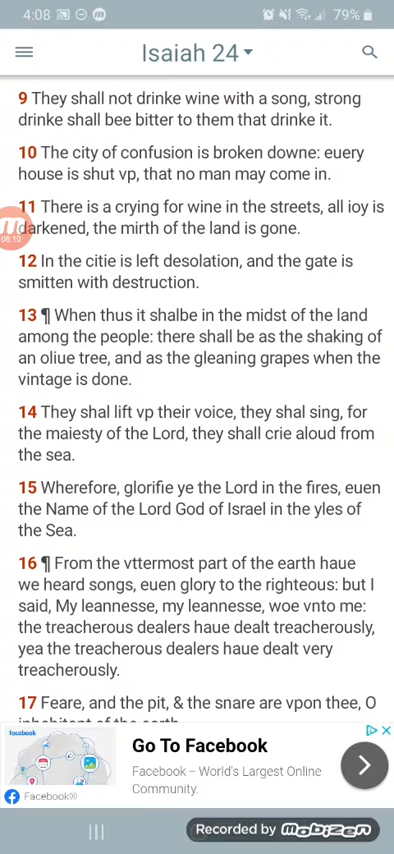 4:08 79%
Isaiah 24
9 They shall not drinke wine with a song, strong
drinke shall bee bitter to them that drinke it.
10 The city of confusion is broken downe: euery
house is shut vp, that no man may come in.
11 There is a crying for wine in the streets, all ioy is
darkened, the mirth of the land is gone.
08:10
12 In the citie is left desolation, and the gate is
smitten with destruction.
13 ¶ When thus it shalbe in the midst of the land
among the people: there shall be as the shaking of
an oliue tree, and as the gleaning grapes when the
vintage is done.
14 They shal lift vp their voice, they shal sing, for
the maiesty of the Lord, they shall crie aloud from
the sea.
15 Wherefore, glorifie ye the Lord in the fires, euen
the Name of the Lord God of Israel in the yles of
the Sea.
16 ¶ From the vttermost part of the earth haue
we heard songs, euen glory to the righteous: but I
said, My leannesse, my leannesse, woe vnto me:
the treacherous dealers haue dealt treacherously,
yea the treacherous dealers haue dealt very
treacherously.
17 Feare, and the pit, & the snare are vpon thee, O
inhabitent of the earth
facebook
Go To Facebook
Facebook – World's Largest Online
Community.
Facebook®
Recorded by mobizen